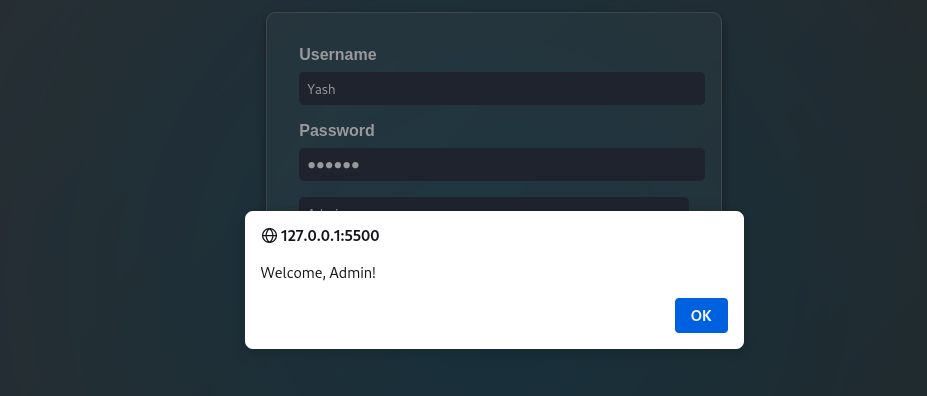 Username
Yash
Password
127.0.0.1:5500
Welcome, Admin!
OK